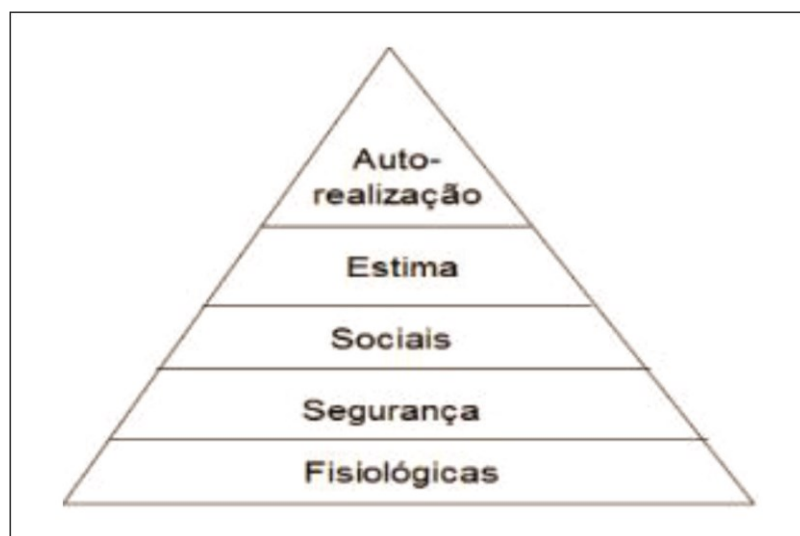 Auto-
realização
Estima
Sociais
Segurança
Fisiológicas